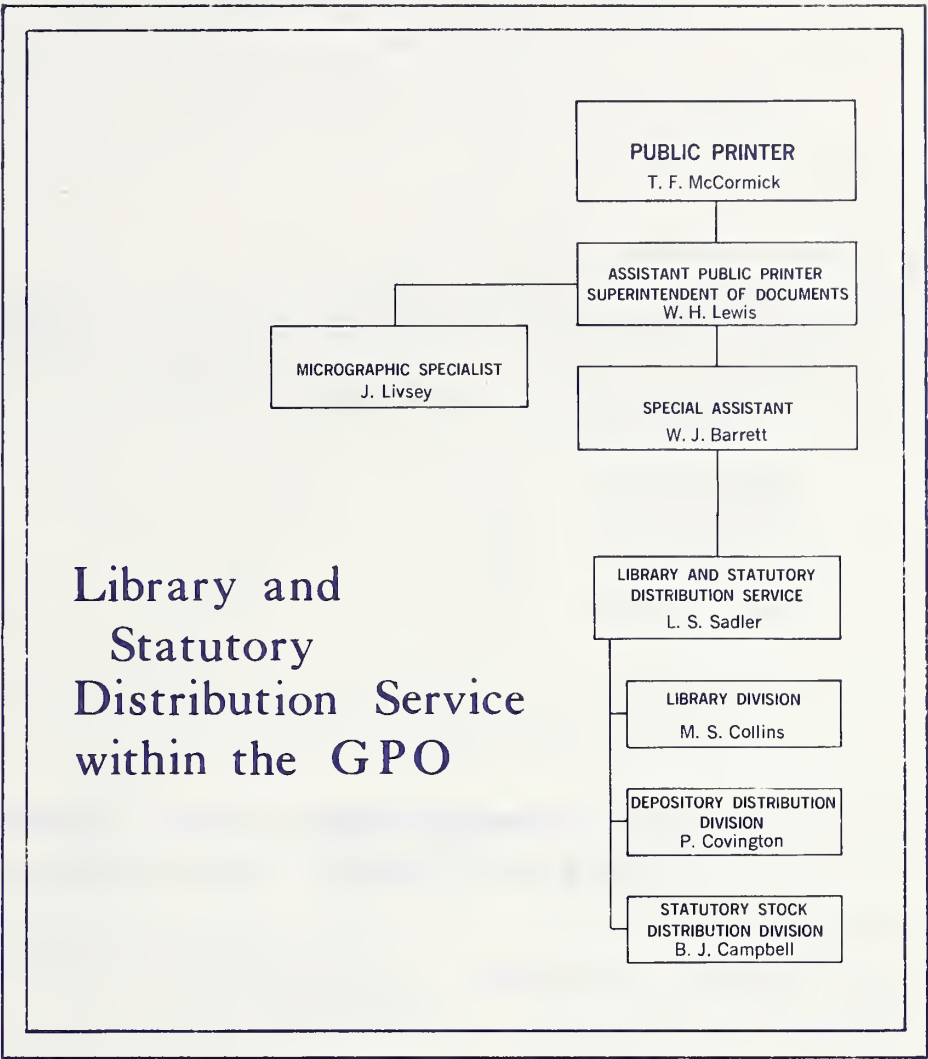 PUBLIC PRINTER
T. F. McCormick
ASSISTANT PUBLIC PRINTER
SUPERINTENDENT OF DOCUMENTS
W. H. Lewis
MICROGRAPHIC SPECIALIST
J. Livsey
SPECIAL ASSISTANT
W. J. Barrett
Library and
Statutory
Distribution Service
within the GPO
LIBRARY AND STATUTORY
DISTRIBUTION SERVICE
L. S. Sadler
LIBRARY DIVISION
M. S. Collins
DEPOSITORY DISTRIBUTION
DIVISION
P. Covington
STATUTORY STOCK
DISTRIBUTION DIVISION
B. J. Campbell